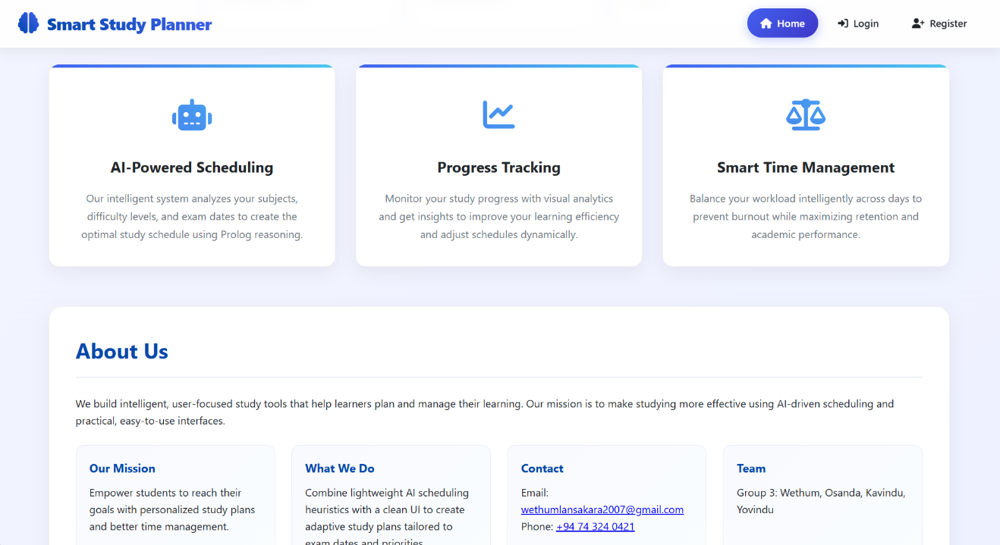 Smart Study Planner
Home
Login
Register
AI-Powered Scheduling
Our intelligent system analyzes your subjects,
difficulty levels, and exam dates to create the
optimal study schedule using Prolog reasoning.
Progress Tracking
Monitor your study progress with visual analytics
and get insights to improve your learning efficiency
and adjust schedules dynamically.
Smart Time Management
Balance your workload intelligently across days to
prevent burnout while maximizing retention and
academic performance.
About Us
We build intelligent, user-focused study tools that help learners plan and manage their learning. Our mission is to make studying more effective using AI-driven scheduling and
practical, easy-to-use interfaces.
Our Mission
Empower students to reach their
goals with personalized study plans
and better time management.
What We Do
Combine lightweight AI scheduling
heuristics with a clean UI to create
adaptive study plans tailored to
exam dates and priorities
Contact
Email:
wethumlansakara2007@gmail.com
Phone: +94 74 324 0421
Team
Group 3: Wethum, Osanda, Kavindu,
Yovindu